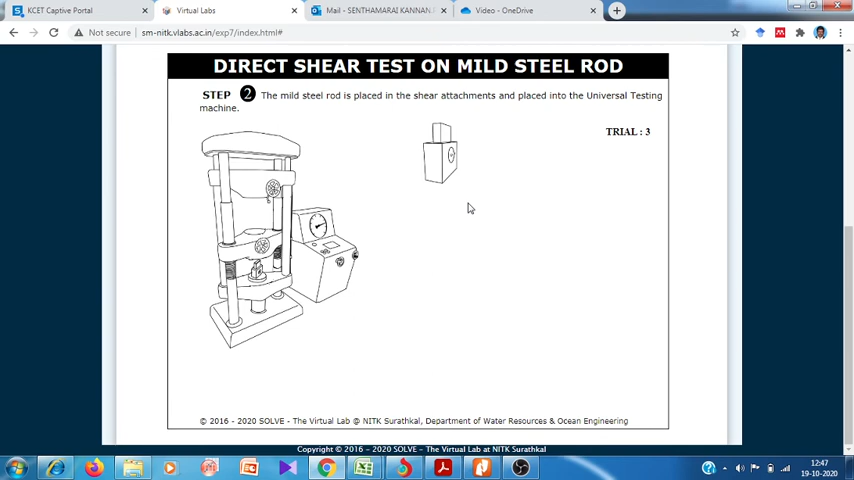 KCET Captive Portal
Virtual Labs
Mail - SENTHAMARAI KANNAN
Video - OneDrive
Not secure | sm-nitk.vlabs.ac.in/exp7/index.html#
DIRECT SHEAR TEST ON MILD STEEL ROD
STEP 2 The mild steel rod is placed in the shear attachments and placed into the Universal Testing
machine.
TRIAL : 3
© 2016 - 2020 SOLVE - The Virtual Lab @ NITK Surathkal, Department of Water Resources & Ocean Engineering
Copyright © 2016 - 2020 SOLVE - The Virtual Lab at NITK Surathkal
12:47
19-10-2020